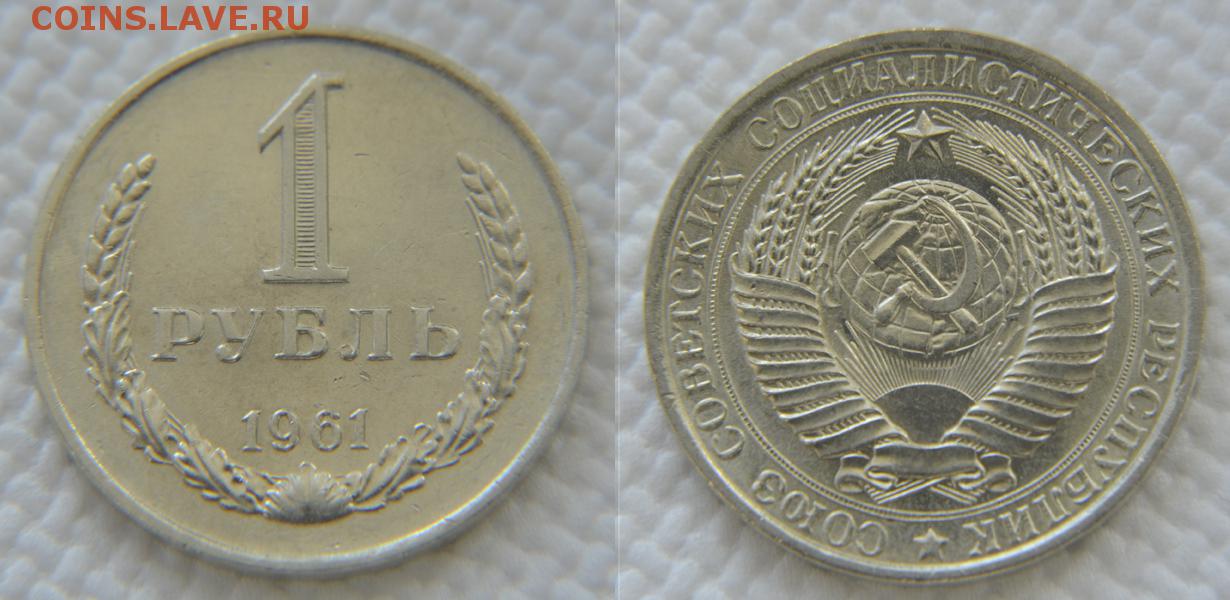 COINS.LAVE.RU
1
РУБЛЬ
1961
СОЮЗ СОВЕТСКИХ СОЦИАЛИСТИЧЕСКИХ РЕСПУБЛИК